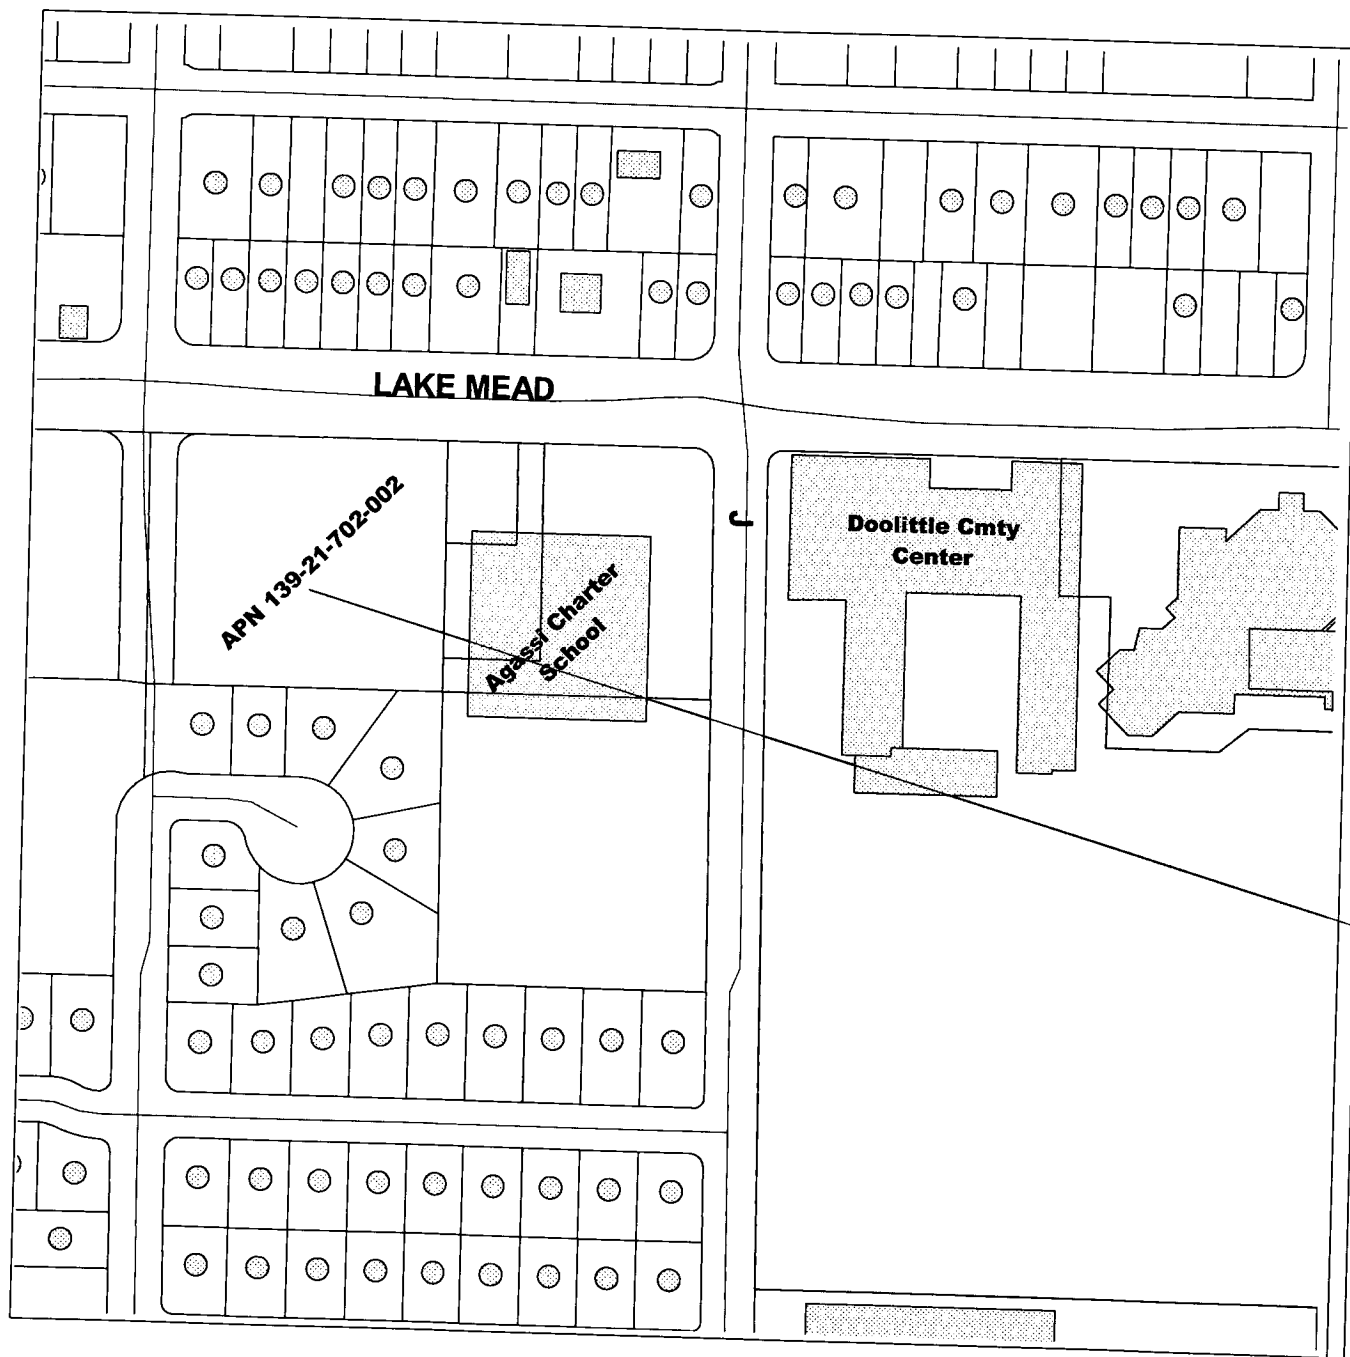 LAKE MEAD
APN 139-21-702-002
J
Doolittle Cmty
Center
Agassi Charter
School